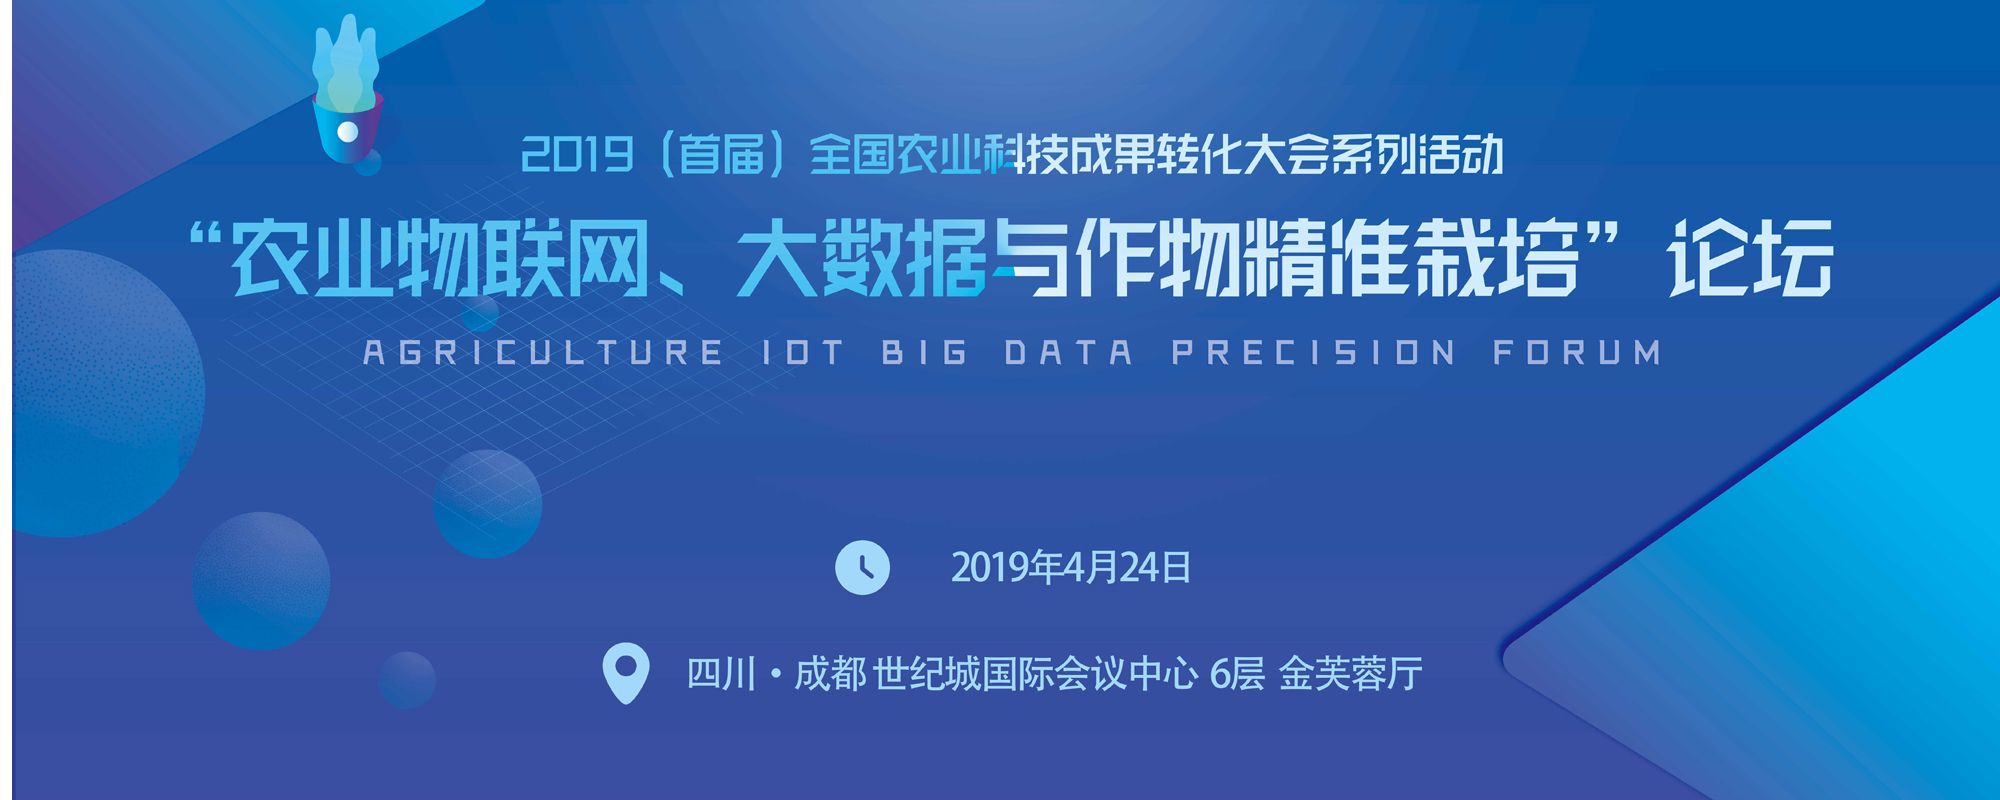 2019（首届）全国农业科技成果转化大会系列活动
“农业物联网、大数据与作物精准栽培”论坛
AGRICULTURE IOT BIG DATA PRECISION FORUM
2019年4月24日
四川·成都 世纪城国际会议中心 6层 金芙蓉厅